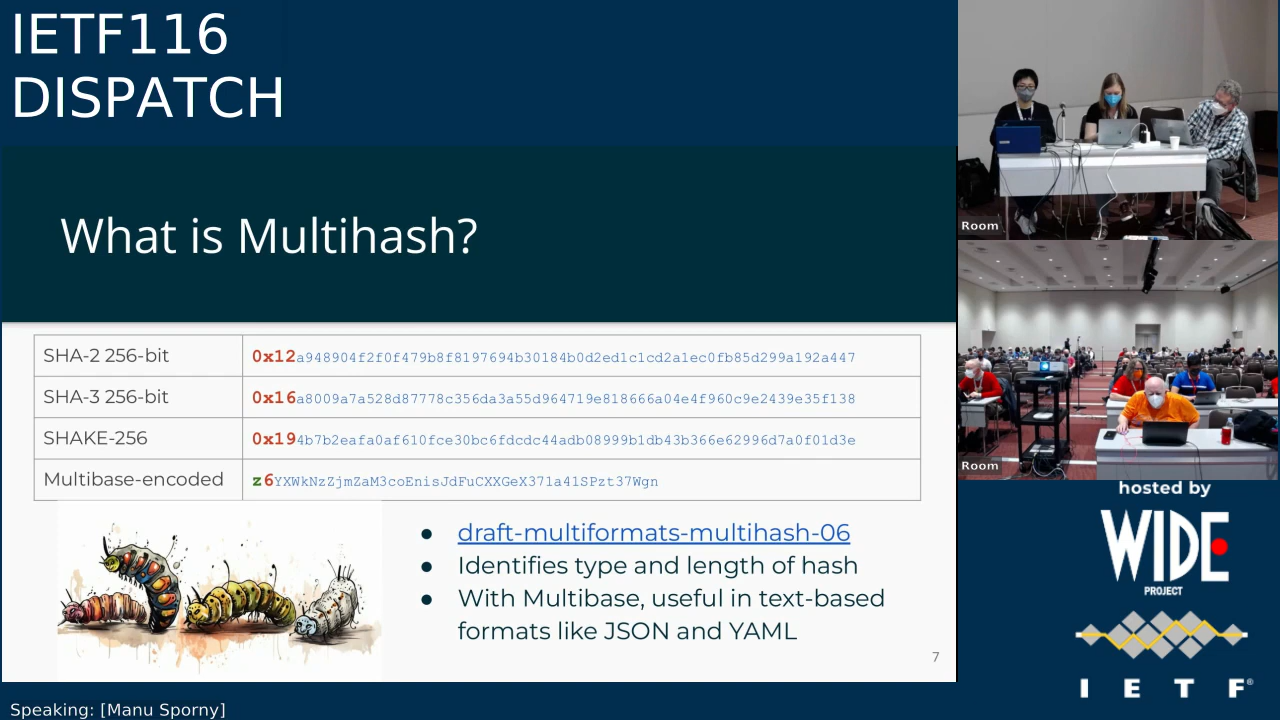 IETF116
DISPATCH
What is Multihash?
SHA-2 256-bit
0x12a948904f2f0f479b8f8197694b30184b0d2ed1c1cd2a1ec0fb85d299a192a447
SHA-3 256-bit
SHAKE-256
Multibase-encoded
z6YXWkNzZjmZaM3coEnisJdFuCXXGeX371a41SPzt37Wgn
● draft-multiformats-multihash-06
● Identifies type and length of hash
● With Multibase, useful in text-based
formats like JSON and YAML
7
Speaking: [Manu Sporny]
Room
Room
hosted by
WIDE
PROJECT
IETF®